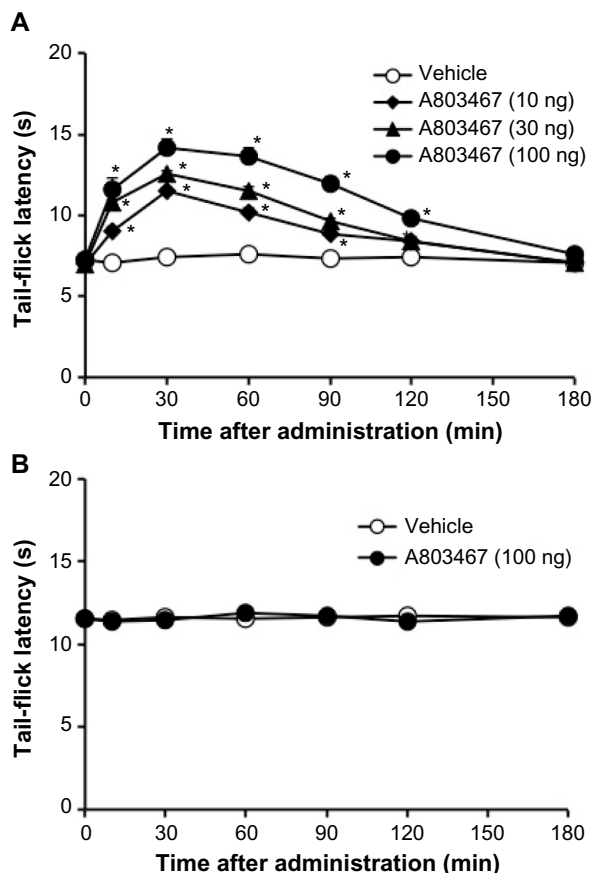 A
20
15
10
5
0
Tail-flick latency (s)
Vehicle
A803467 (10 ng)
A803467 (30 ng)
A803467 (100 ng)
* * * * *
* * * *
* * * *
*
0 30 60 90 120 150 180
Time after administration (min)
B
20
15
10
5
0
Tail-flick latency (s)
Vehicle
A803467 (100 ng)
0 30 60 90 120 150 180
Time after administration (min)